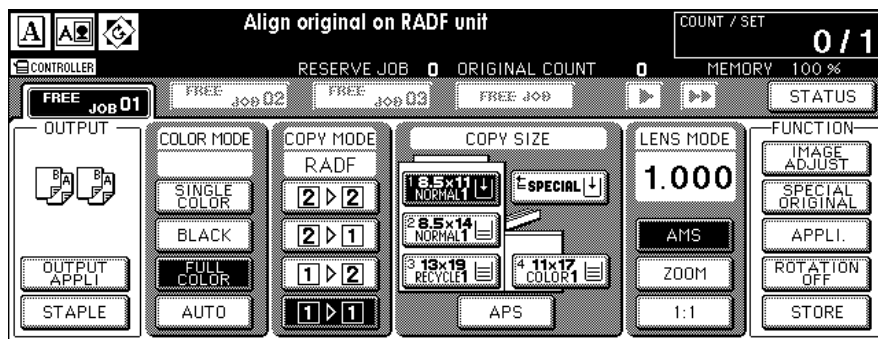 A A Align original on RADF unit COUNT / SET
0 / 1
CONTROLLER RESERVE JOB 0 ORIGINAL COUNT 0 MEMORY 100 %
FREE JOB 01 FREE JOB 02 FREE JOB 03 FREE JOB STATUS
OUTPUT
B A B A
OUTPUT APPLI
STAPLE
COLOR MODE
SINGLE COLOR
BLACK
FULL COLOR
AUTO
COPY MODE
RADF
2 ▷ 2
2 ▷ 1
1 ▷ 2
1 ▷ 1
COPY SIZE
1 8.5x11 NORMAL1
SPECIAL
2 8.5x14 NORMAL1
3 13x19 RECYCLE1
4 11x17 COLOR1
APS
LENS MODE
1.000
AMS
ZOOM
1:1
FUNCTION
IMAGE ADJUST
SPECIAL ORIGINAL
APPLI.
ROTATION OFF
STORE